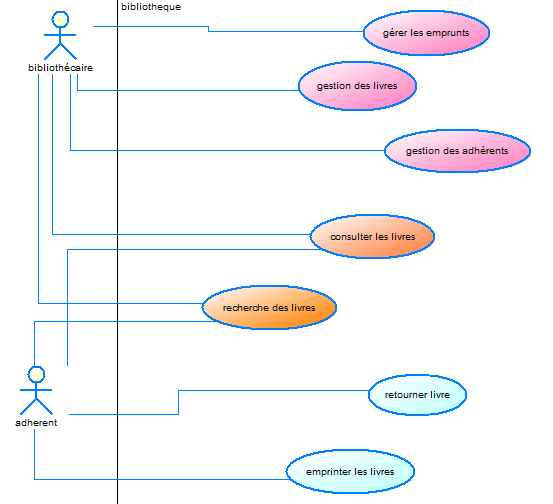 bibliotheque
gérer les emprunts
bibliothécaire
gestion des livres
gestion des adhérents
consulter les livres
recherche des livres
retourner livre
adherent
emprinter les livres